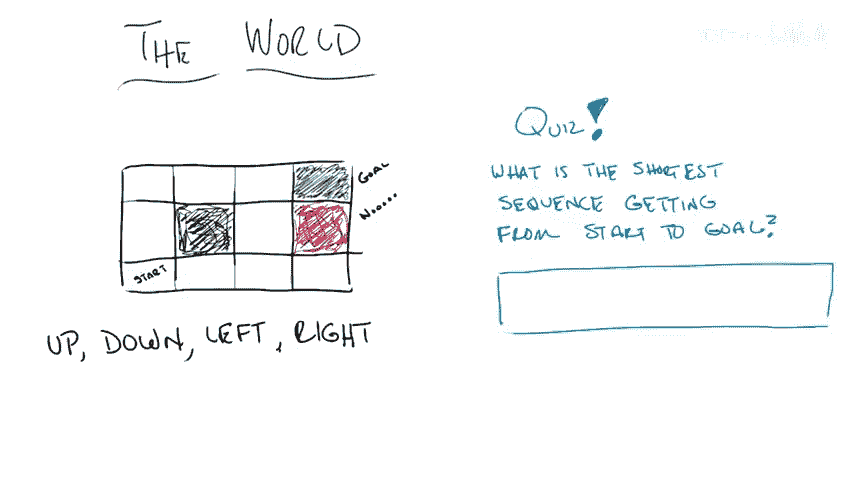 THE WORLD
QUIZ!
WHAT IS THE SHORTEST
SEQUENCE GETTING
FROM START TO GOAL?
GOAL
NOOOO..
START
UP, DOWN, LEFT, RIGHT